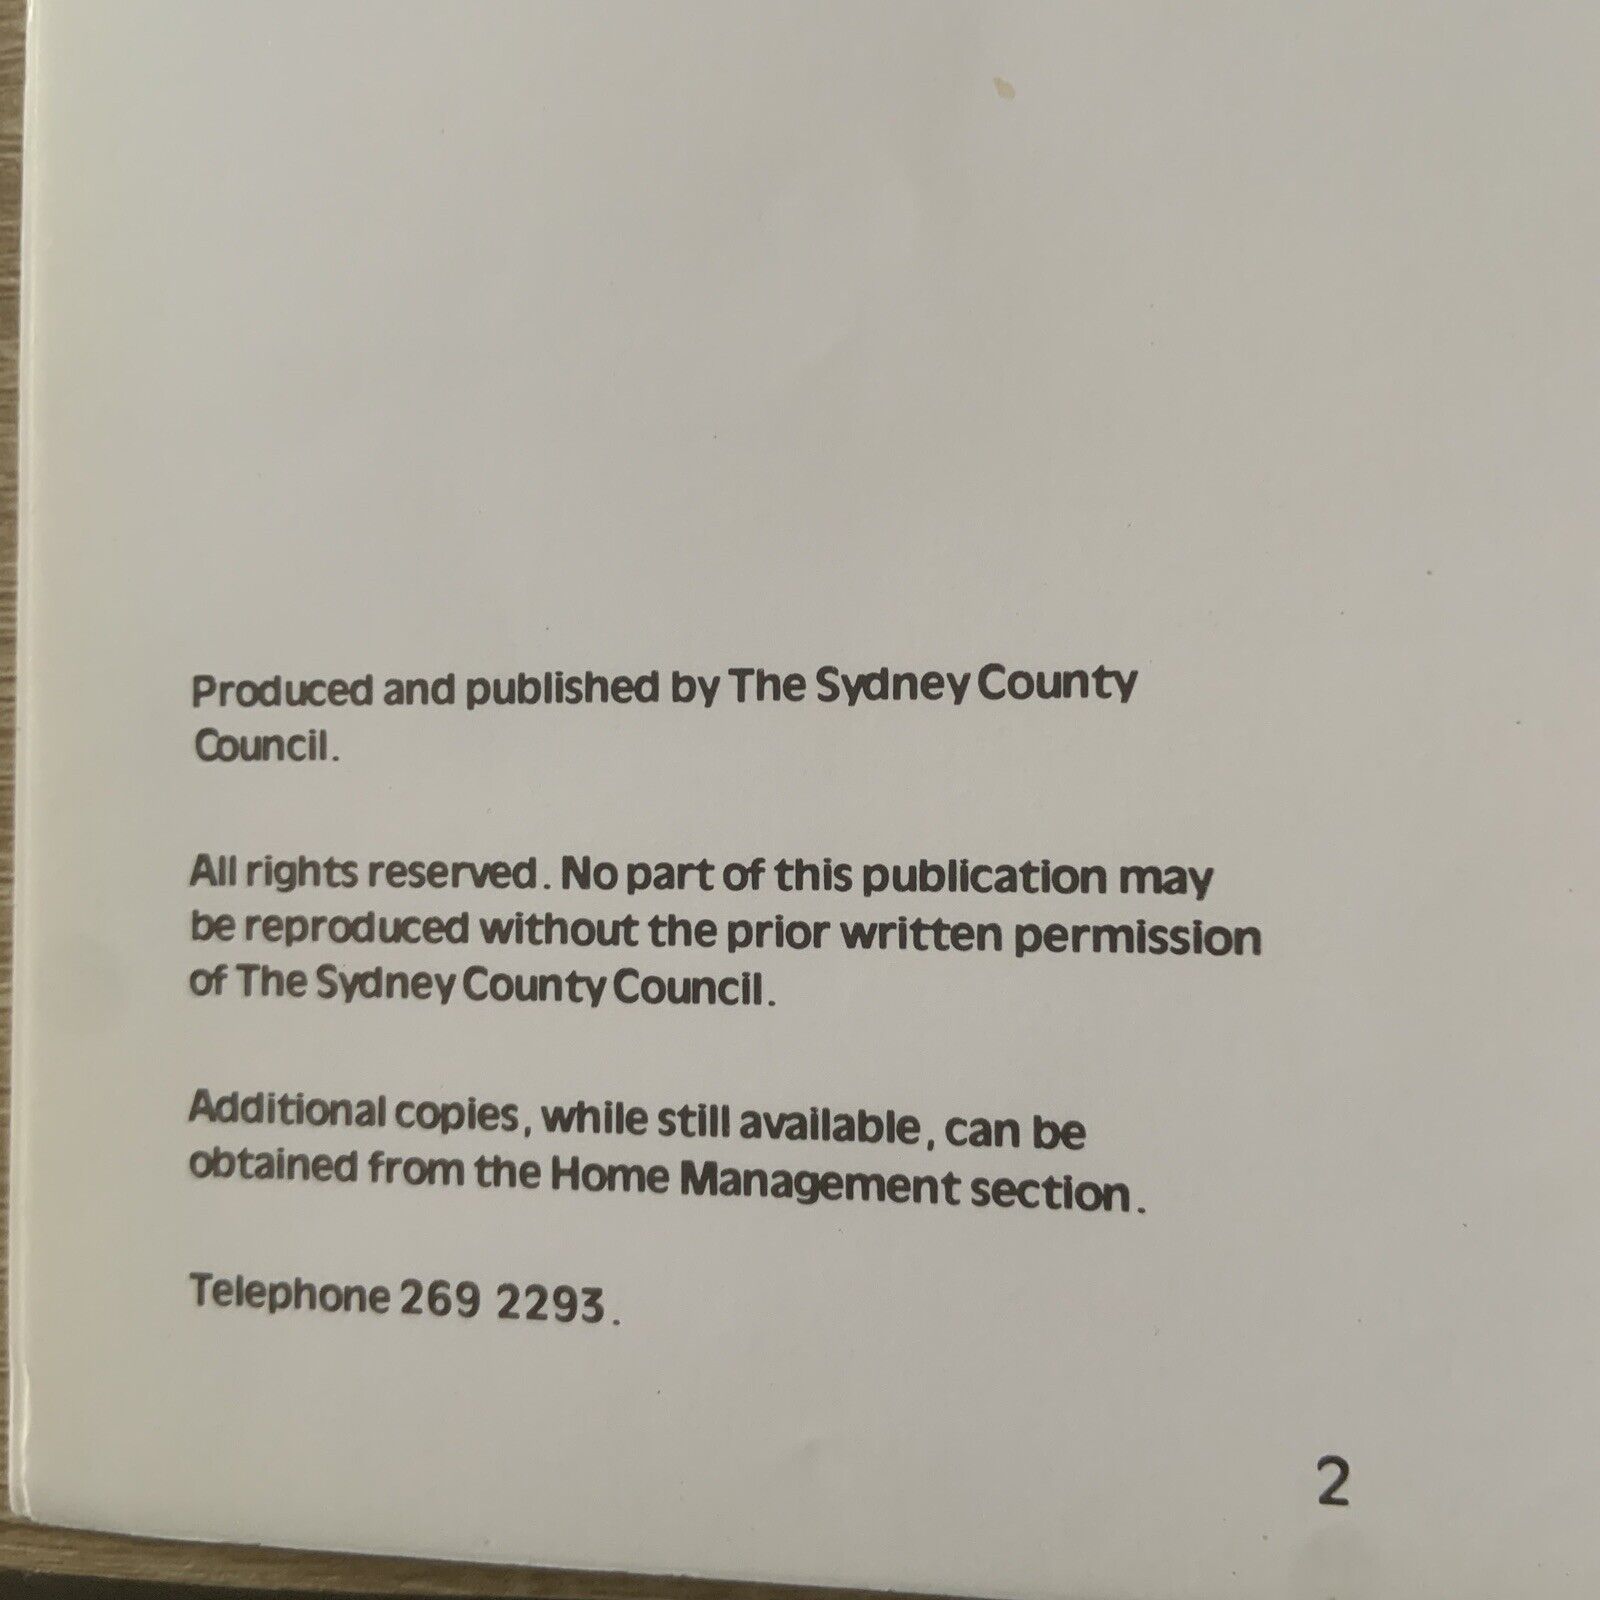 Produced and published by The Sydney County
Council.
All rights reserved. No part of this publication may
be reproduced without the prior written permission
of The Sydney County Council.
Additional copies, while still available, can be
obtained from the Home Management section.
Telephone 269 2293.
2